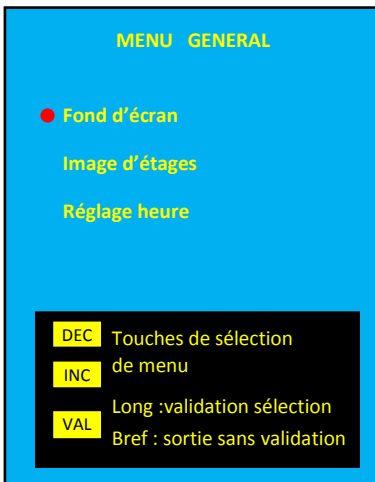 MENU GENERAL
Fond d’écran
Image d’étages
Réglage heure
DEC Touches de sélection
INC de menu
VAL Long :validation sélection
Bref : sortie sans validation